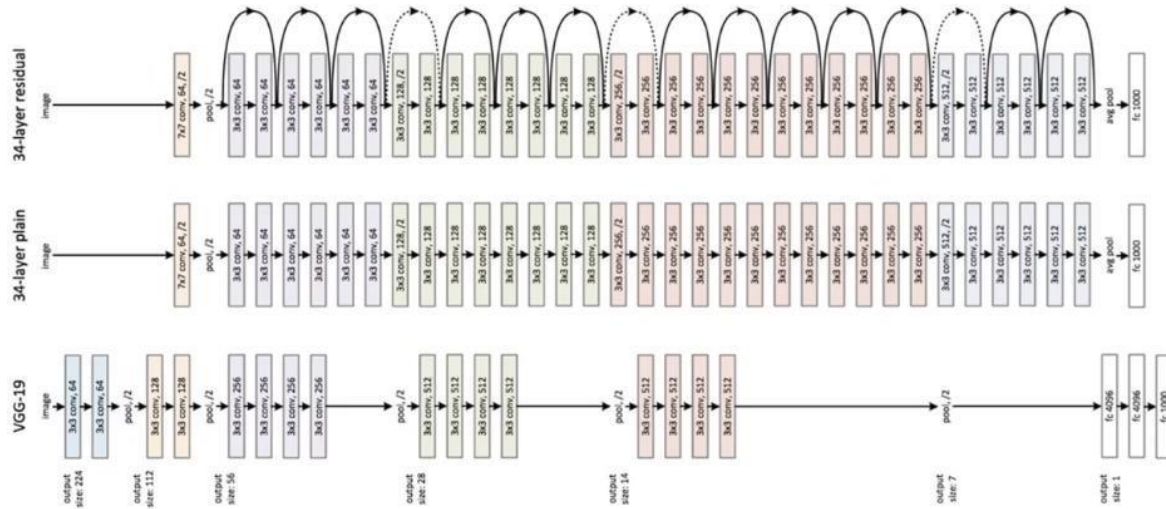 output
size: 224
output
size: 112
output
size: 56
output
size: 28
output
size: 14
output
size: 7
output
size: 1
VGG-19
image
3x3 conv, 64
3x3 conv, 64
pool, /2
3x3 conv, 128
3x3 conv, 128
pool, /2
3x3 conv, 256
3x3 conv, 256
3x3 conv, 256
3x3 conv, 256
pool, /2
3x3 conv, 512
3x3 conv, 512
3x3 conv, 512
3x3 conv, 512
pool, /2
3x3 conv, 512
3x3 conv, 512
3x3 conv, 512
3x3 conv, 512
pool, /2
fc 4096
fc 4096
fc 1000
34-layer plain
image
7x7 conv, 64, /2
pool, /2
3x3 conv, 64
3x3 conv, 64
3x3 conv, 64
3x3 conv, 64
3x3 conv, 64
3x3 conv, 64
3x3 conv, 128, /2
3x3 conv, 128
3x3 conv, 128
3x3 conv, 128
3x3 conv, 128
3x3 conv, 128
3x3 conv, 128
3x3 conv, 128
3x3 conv, 256, /2
3x3 conv, 256
3x3 conv, 256
3x3 conv, 256
3x3 conv, 256
3x3 conv, 256
3x3 conv, 256
3x3 conv, 256
3x3 conv, 256
3x3 conv, 256
3x3 conv, 256
3x3 conv, 256
3x3 conv, 512, /2
3x3 conv, 512
3x3 conv, 512
3x3 conv, 512
3x3 conv, 512
3x3 conv, 512
avg pool
fc 1000
34-layer residual
image
7x7 conv, 64, /2
pool, /2
3x3 conv, 64
3x3 conv, 64
3x3 conv, 64
3x3 conv, 64
3x3 conv, 64
3x3 conv, 64
3x3 conv, 128, /2
3x3 conv, 128
3x3 conv, 128
3x3 conv, 128
3x3 conv, 128
3x3 conv, 128
3x3 conv, 128
3x3 conv, 128
3x3 conv, 256, /2
3x3 conv, 256
3x3 conv, 256
3x3 conv, 256
3x3 conv, 256
3x3 conv, 256
3x3 conv, 256
3x3 conv, 256
3x3 conv, 256
3x3 conv, 256
3x3 conv, 256
3x3 conv, 256
3x3 conv, 512, /2
3x3 conv, 512
3x3 conv, 512
3x3 conv, 512
3x3 conv, 512
3x3 conv, 512
avg pool
fc 1000